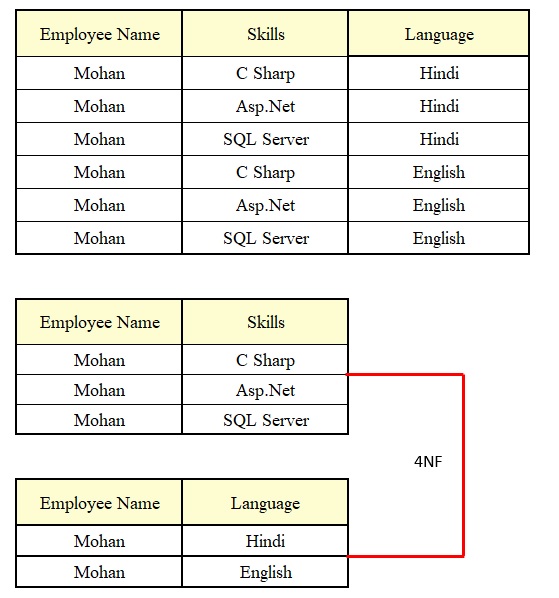 Employee Name Skills Language
Mohan C Sharp Hindi
Mohan Asp.Net Hindi
Mohan SQL Server Hindi
Mohan C Sharp English
Mohan Asp.Net English
Mohan SQL Server English
Employee Name Skills
Mohan C Sharp
Mohan Asp.Net
Mohan SQL Server
4NF
Employee Name Language
Mohan Hindi
Mohan English